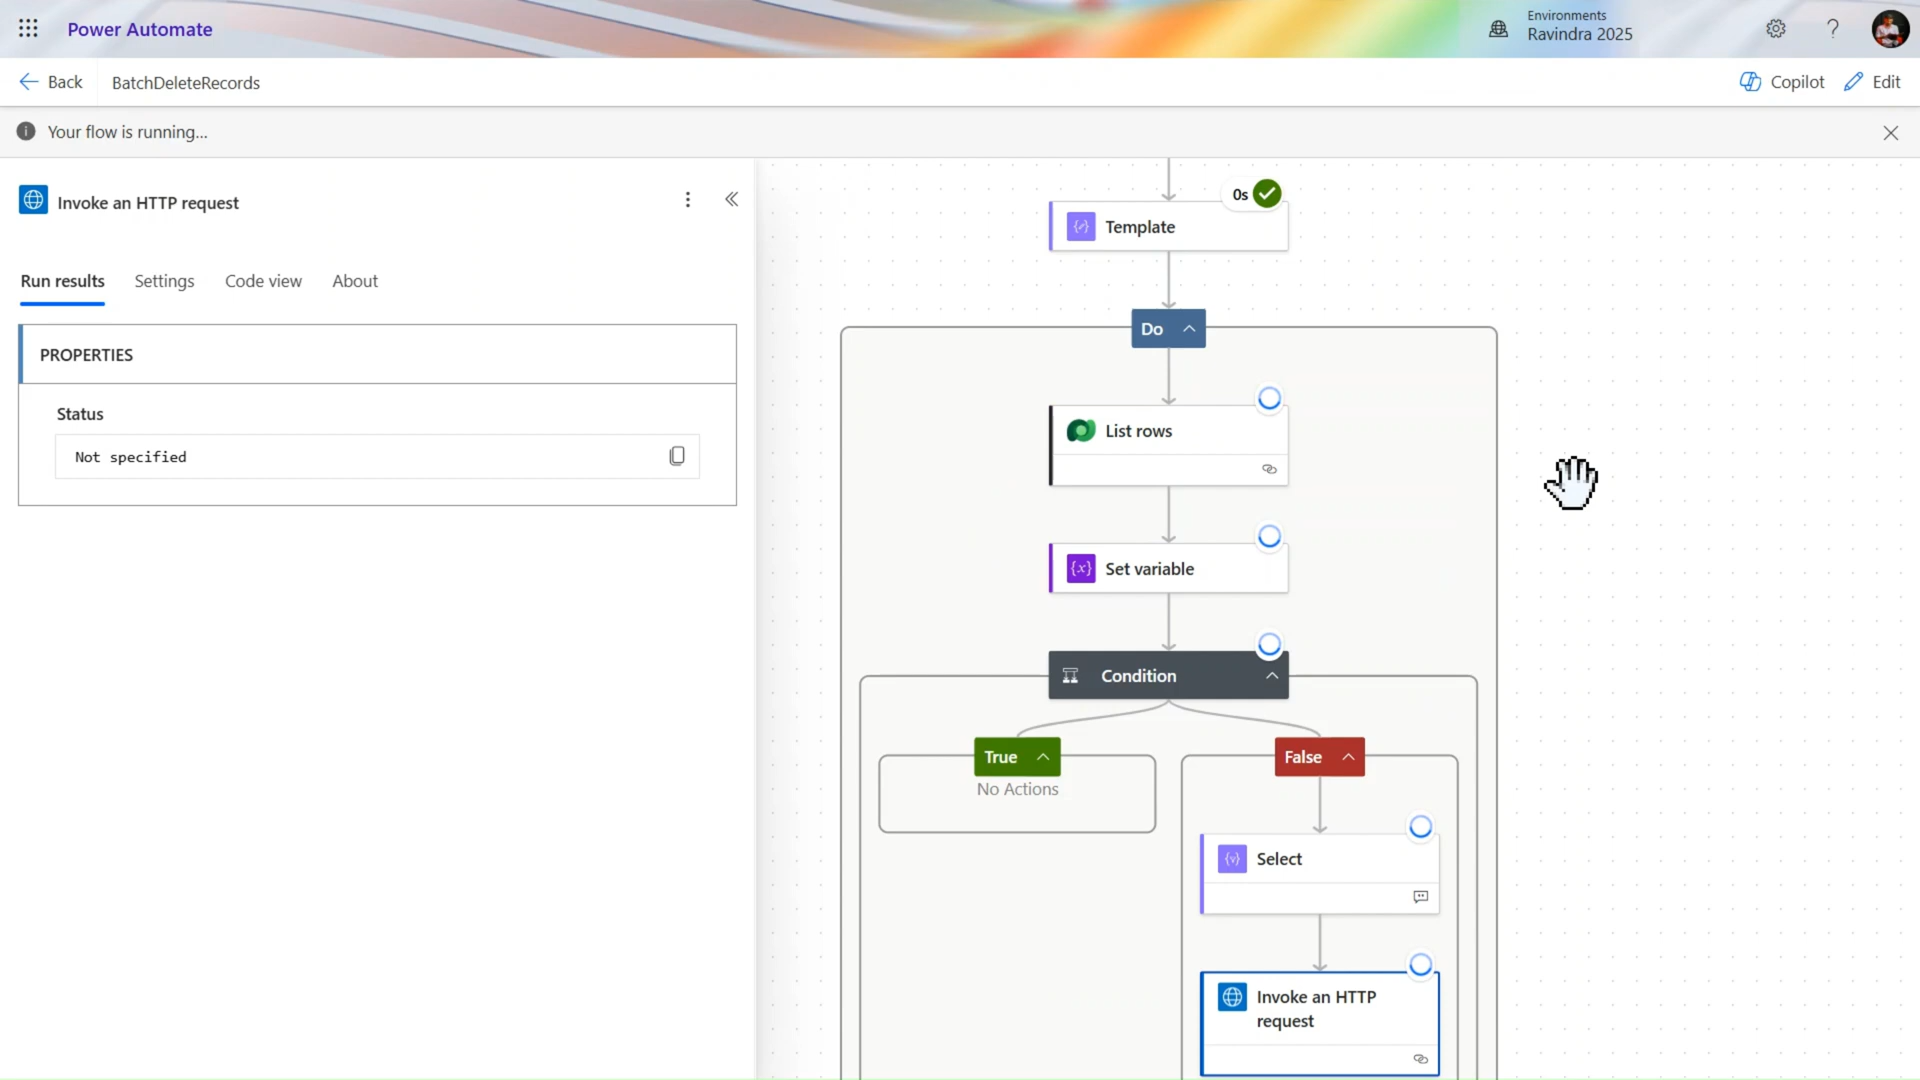 Power Automate
Environments
Ravindra 2025
?
Back
BatchDeleteRecords
Copilot
Edit
Your flow is running...
Invoke an HTTP request
Run results
Settings
Code view
About
PROPERTIES
Status
Not specified
0s
Template
Do
List rows
{x}
Set variable
Condition
True
No Actions
False
{v}
Select
Invoke an HTTP
request